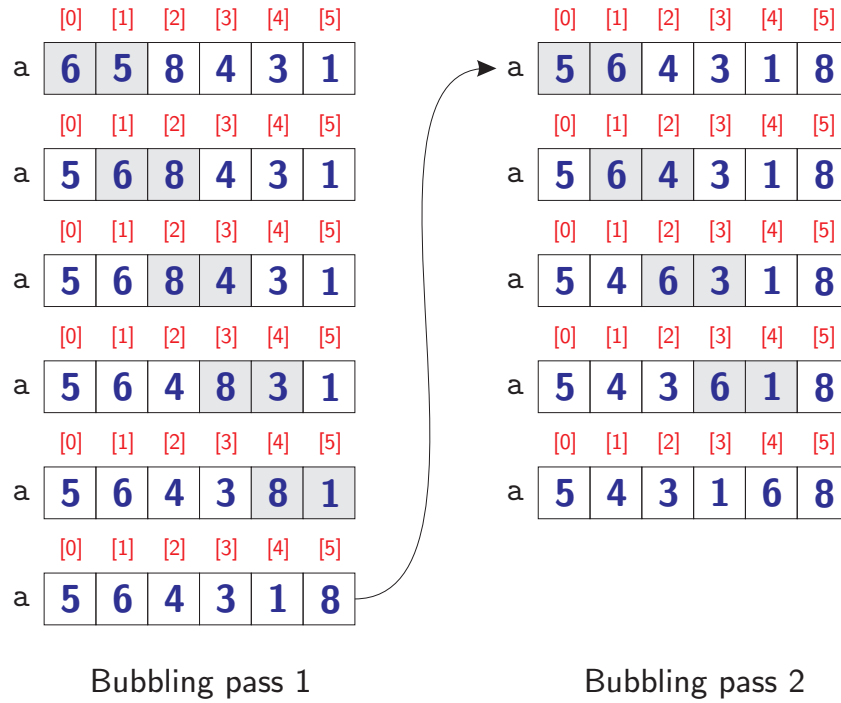 [0] [1] [2] [3] [4] [5]
a 6 5 8 4 3 1
[0] [1] [2] [3] [4] [5]
a 5 6 8 4 3 1
[0] [1] [2] [3] [4] [5]
a 5 6 8 4 3 1
[0] [1] [2] [3] [4] [5]
a 5 6 4 8 3 1
[0] [1] [2] [3] [4] [5]
a 5 6 4 3 8 1
[0] [1] [2] [3] [4] [5]
a 5 6 4 3 1 8
Bubbling pass 1
[0] [1] [2] [3] [4] [5]
a 5 6 4 3 1 8
[0] [1] [2] [3] [4] [5]
a 5 6 4 3 1 8
[0] [1] [2] [3] [4] [5]
a 5 4 6 3 1 8
[0] [1] [2] [3] [4] [5]
a 5 4 3 6 1 8
[0] [1] [2] [3] [4] [5]
a 5 4 3 1 6 8
Bubbling pass 2